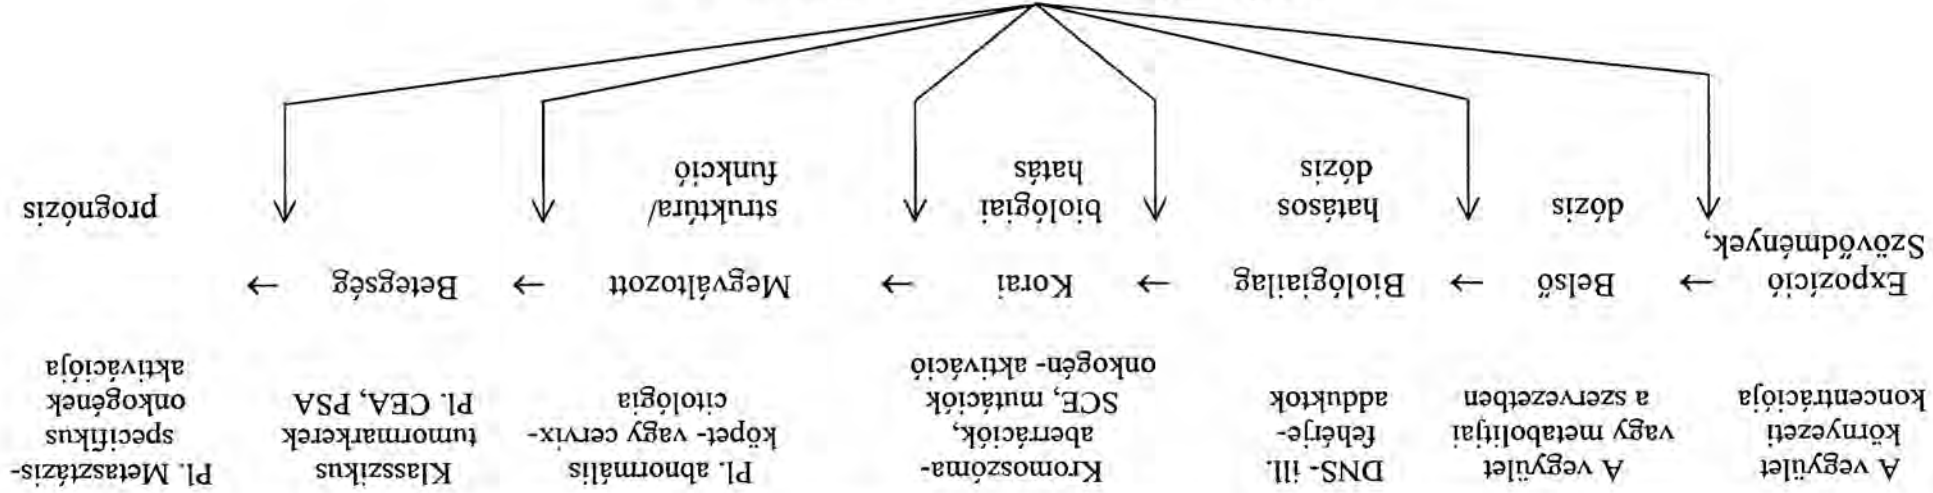 A vegyület
környezeti
koncentrációja
A vegyület
vagy metabolitjai
a szervezetben
DNS- ill.
fehérje-
adduktok
Kromoszóma-
aberrációk,
SCE, mutációk
onkogén- aktiváció
Pl. abnormális
köpet- vagy cervix-
citológia
Klasszikus
tumormarkerek
Pl. CEA, PSA
Pl. Metasztázis-
specifikus
onkogének
aktivációja
Expozíció → Belső → Biológiailag → Korai → Megváltozott → Betegség →
Szövődmények,
dózis
hatásos
dózis
biológiai
hatás
struktúra/
funkció
prognózis